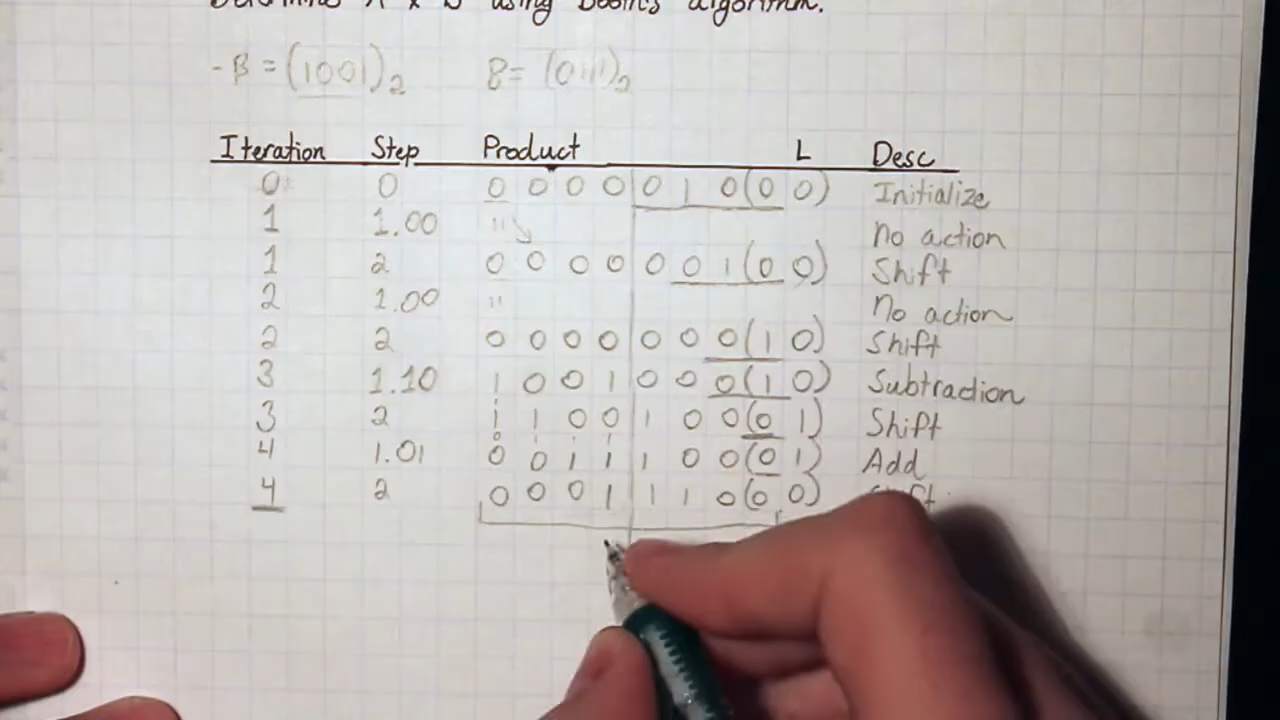 Determine A x B using Booth's algorithm.
-B = (1001)2 B = (0111)2
Iteration Step Product L Desc
0 0 0 0 0 0 0 1 0 (0 0) Initialize
1 1.00 " No action
1 2 0 0 0 0 0 0 1 (0 0) Shift
2 1.00 " No action
2 2 0 0 0 0 0 0 0 (1 0) Shift
3 1.10 1 0 0 1 0 0 0 (1 0) Subtraction
3 2 1 1 0 0 1 0 0 (0 1) Shift
4 1.01 0 0 1 1 1 0 0 (0 1) Add
4 2 0 0 0 1 1 1 0 (0 0) Shift